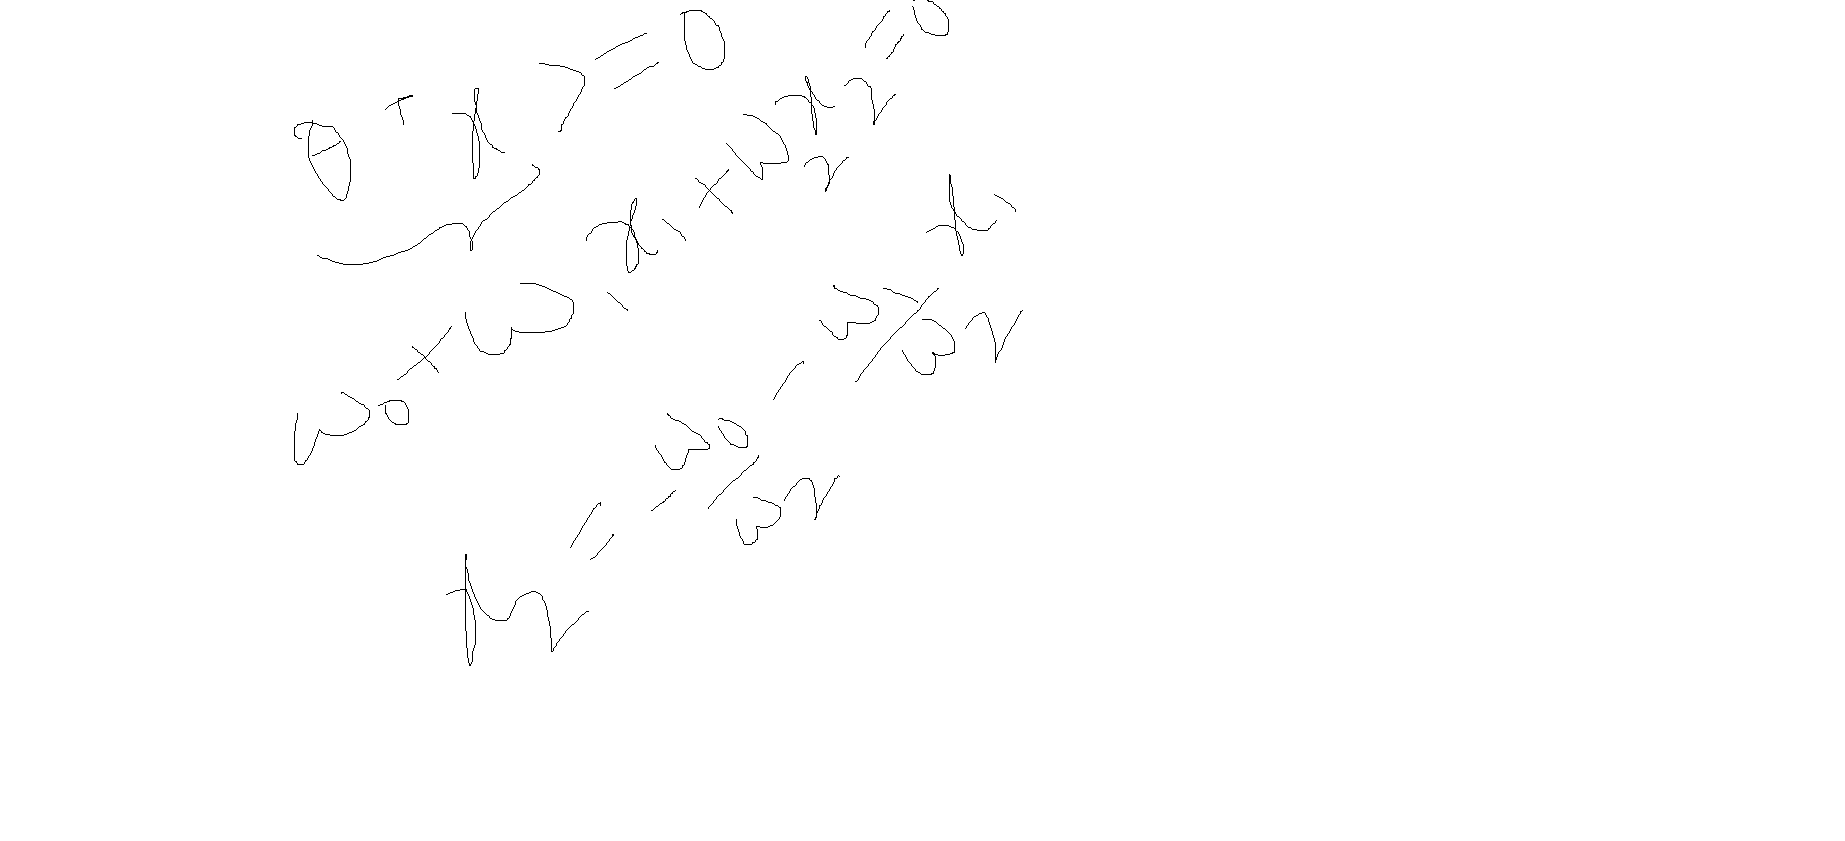 θᵀx >= 0
w₀ + w₁x₁ + w₂x₂ = 0
x₂ = -w₀/w₂ - w₁/w₂ x₁